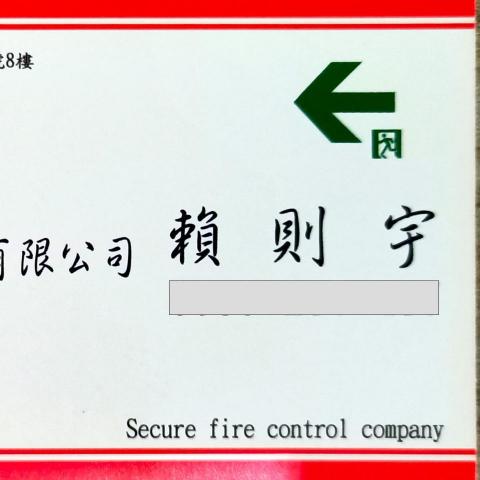 號8樓
有限公司 賴則宇
Secure fire control company